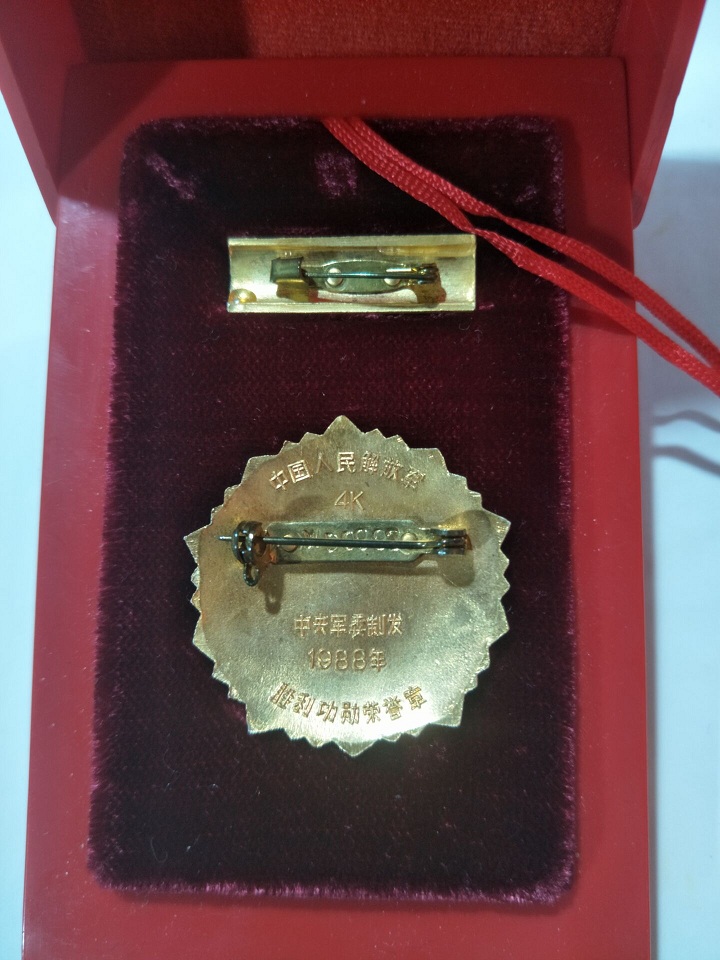 中国人民解放军
4K
中央军委制发
1988年
胜利功勋荣誉章